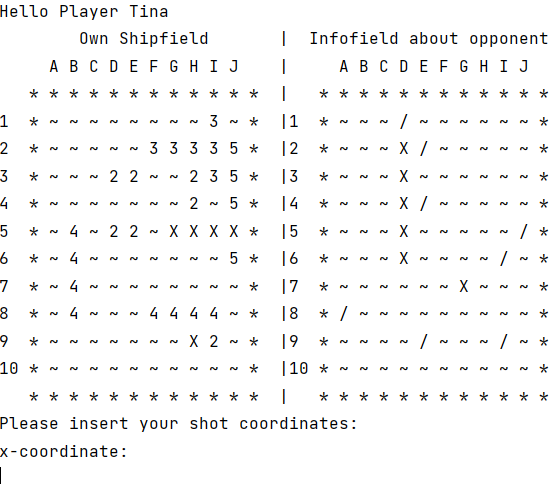 Hello Player Tina
        Own Shipfield       |  Infofield about opponent
     A B C D E F G H I J    |     A B C D E F G H I J
   * * * * * * * * * * * *  |   * * * * * * * * * * * *
1  * ~ ~ ~ ~ ~ ~ ~ ~ 3 ~ *  |1  * ~ ~ ~ / ~ ~ ~ ~ ~ ~ *
2  * ~ ~ ~ ~ ~ 3 3 3 3 5 *  |2  * ~ ~ ~ X / ~ ~ ~ ~ ~ *
3  * ~ ~ ~ 2 2 ~ ~ 2 3 5 *  |3  * ~ ~ ~ X ~ ~ ~ ~ ~ ~ *
4  * ~ ~ ~ ~ ~ ~ ~ 2 ~ 5 *  |4  * ~ ~ ~ X / ~ ~ ~ ~ ~ *
5  * ~ 4 ~ 2 2 ~ X X X X *  |5  * ~ ~ ~ X ~ ~ ~ ~ ~ / *
6  * ~ 4 ~ ~ ~ ~ ~ ~ ~ 5 *  |6  * ~ ~ ~ X ~ ~ ~ ~ / ~ *
7  * ~ 4 ~ ~ ~ ~ ~ ~ ~ ~ *  |7  * ~ ~ ~ ~ ~ ~ X ~ ~ ~ *
8  * ~ 4 ~ ~ ~ 4 4 4 4 ~ *  |8  * / ~ ~ ~ ~ ~ ~ ~ ~ ~ *
9  * ~ ~ ~ ~ ~ ~ ~ X 2 ~ *  |9  * ~ ~ ~ ~ / ~ ~ ~ / ~ *
10 * ~ ~ ~ ~ ~ ~ ~ ~ ~ ~ *  |10 * ~ ~ ~ ~ ~ ~ ~ ~ ~ ~ *
   * * * * * * * * * * * *  |   * * * * * * * * * * * *
Please insert your shot coordinates:
x-coordinate: